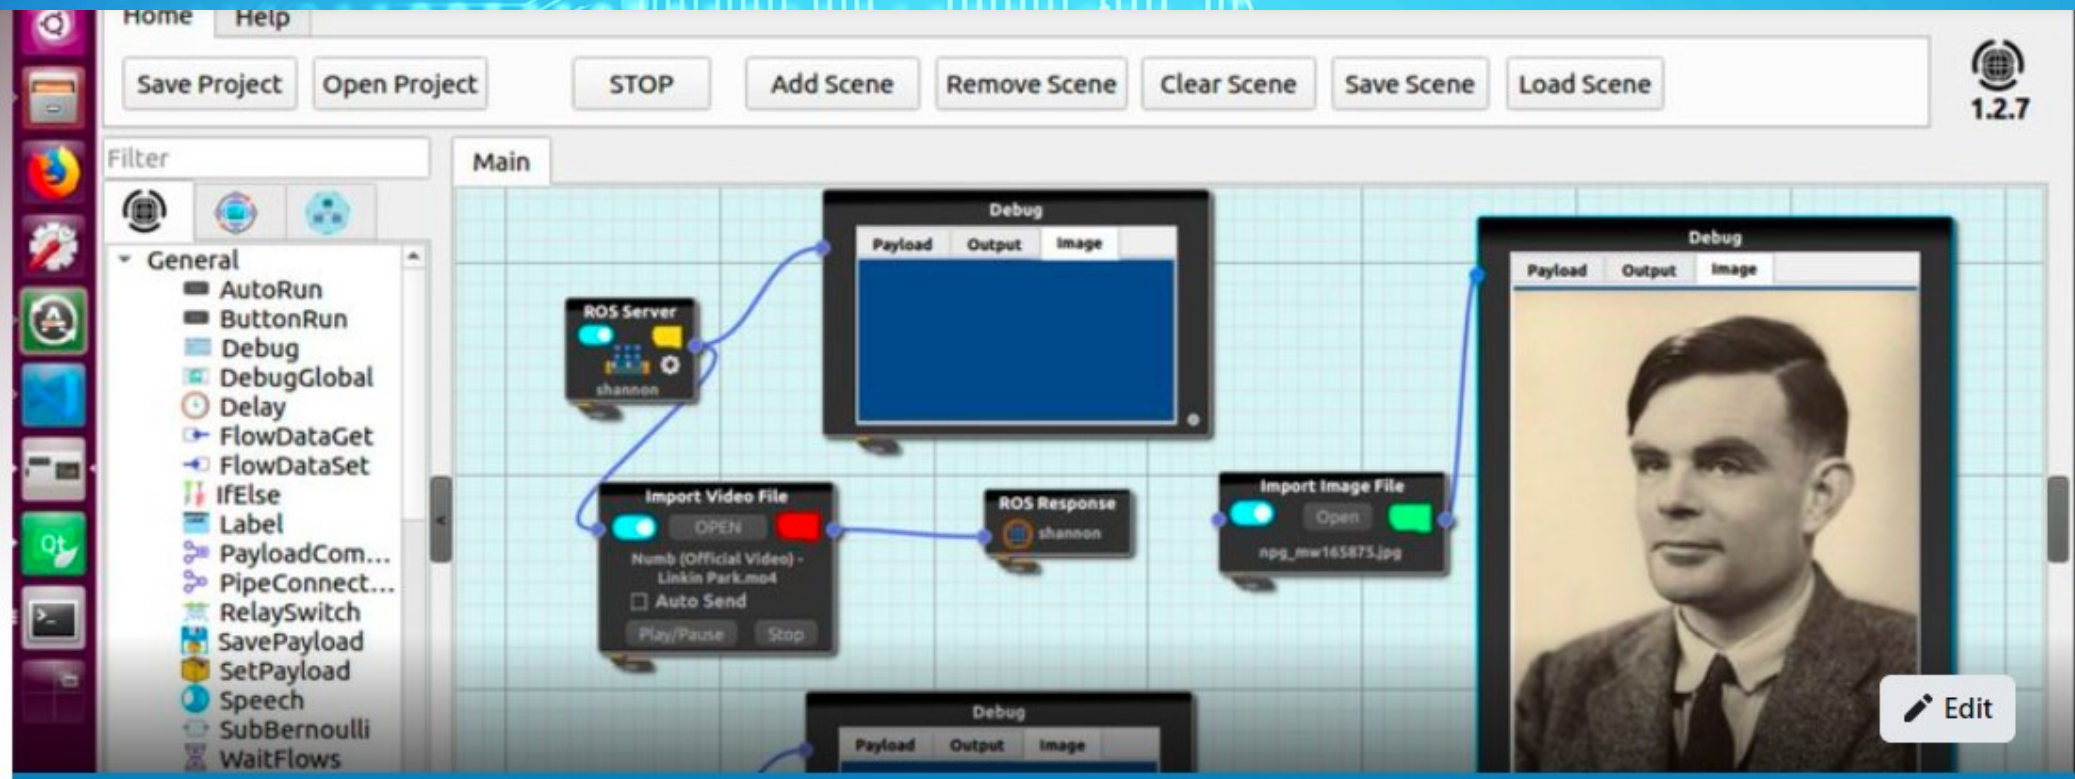 Home Help
Save Project Open Project STOP Add Scene Remove Scene Clear Scene Save Scene Load Scene
1.2.7
Filter
Main
General
AutoRun
ButtonRun
Debug
DebugGlobal
Delay
FlowDataGet
FlowDataSet
IfElse
Label
PayloadCom...
PipeConnect...
RelaySwitch
SavePayload
SetPayload
Speech
SubBernoulli
WaitFlows
<
ROS Server
shannon
Debug
Payload Output Image
Import Video File
OPEN
Numb (Official Video) -
Linkin Park.mo4
Auto Send
Play/Pause Stop
ROS Response
shannon
Import Image File
Open
npg_mw165875.jpg
Debug
Payload Output Image
Debug
Payload Output Image
Qt
Edit